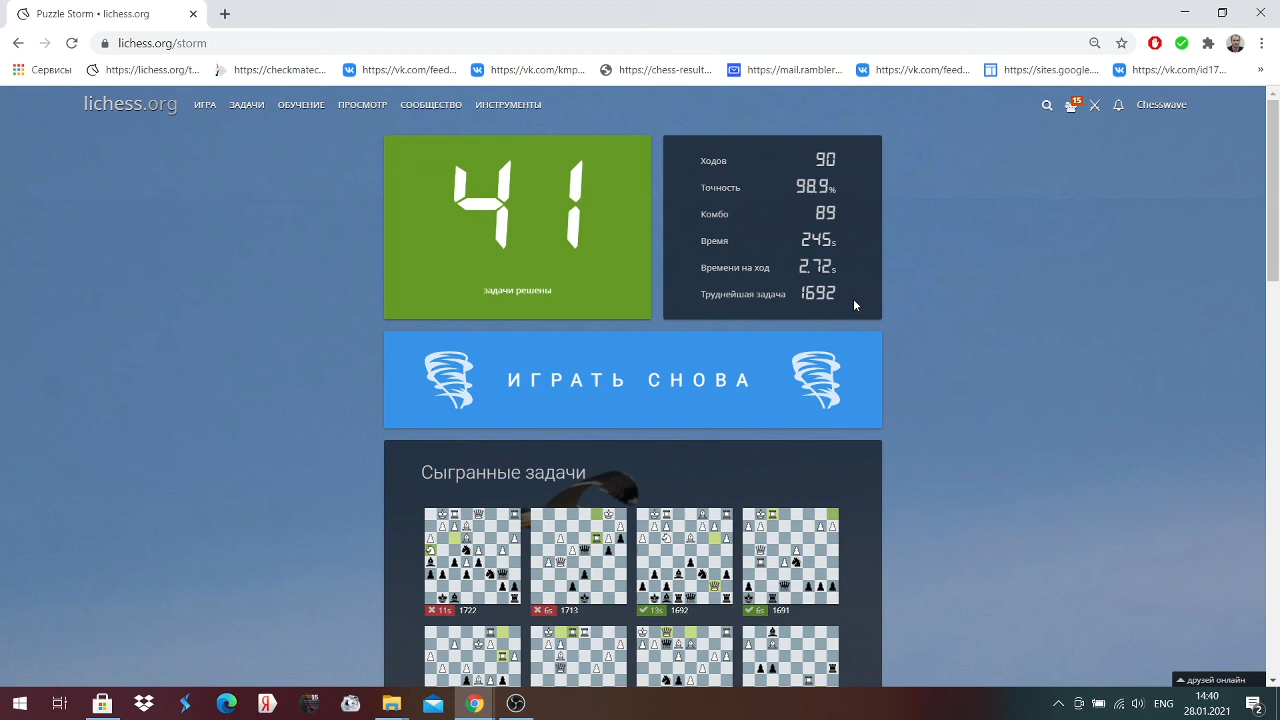 Puzzle Storm
lichess.org/storm
Сервисы
https://lichess.org/t...
https://chedmatec...
https://vk.com/feed...
https://vk.com/kmp...
https://chess-result...
https://mail.rambler...
https://vk.com/feed...
https://sites.google...
https://vk.com/id17...
»
lichess.org ИГРА ЗАДАЧИ ОБУЧЕНИЕ ПРОСМОТР СООБЩЕСТВО ИНСТРУМЕНТЫ 15 Chesswave
41
задачи решены
Ходов 90
Точность 98.9%
Комбо 89
Время 245s
Времени на ход 2.72s
Труднейшая задача 1692
ИГРАТЬ СНОВА
Сыгранные задачи
11s 1722
6s 1713
13s 1692
6s 1691
друзей онлайн
15
ENG
14:40
28.01.2021
2